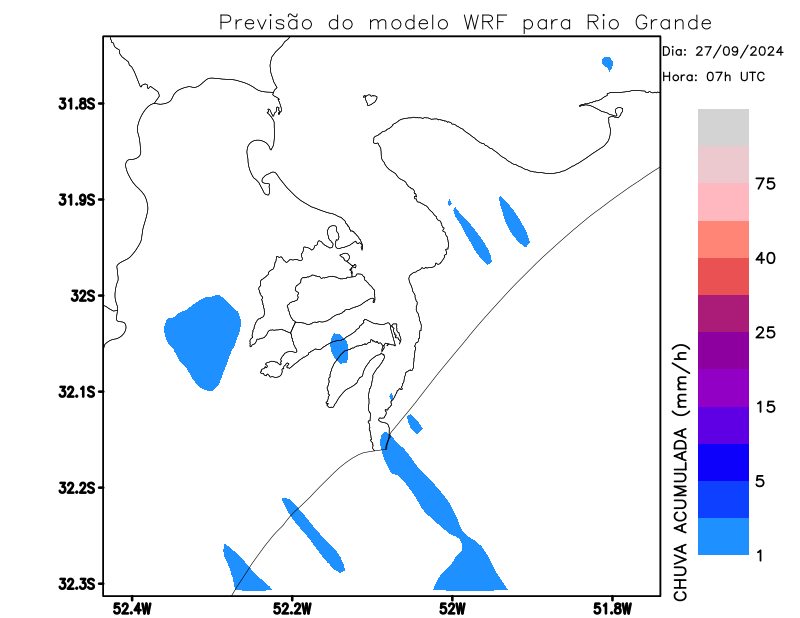 Previsão do modelo WRF para Rio Grande
Dia: 27/09/2024
Hora: 07h UTC
31.8S
31.9S
32S
32.1S
32.2S
32.3S
52.4W
52.2W
52W
51.8W
75
40
25
15
5
1
CHUVA ACUMULADA (mm/h)